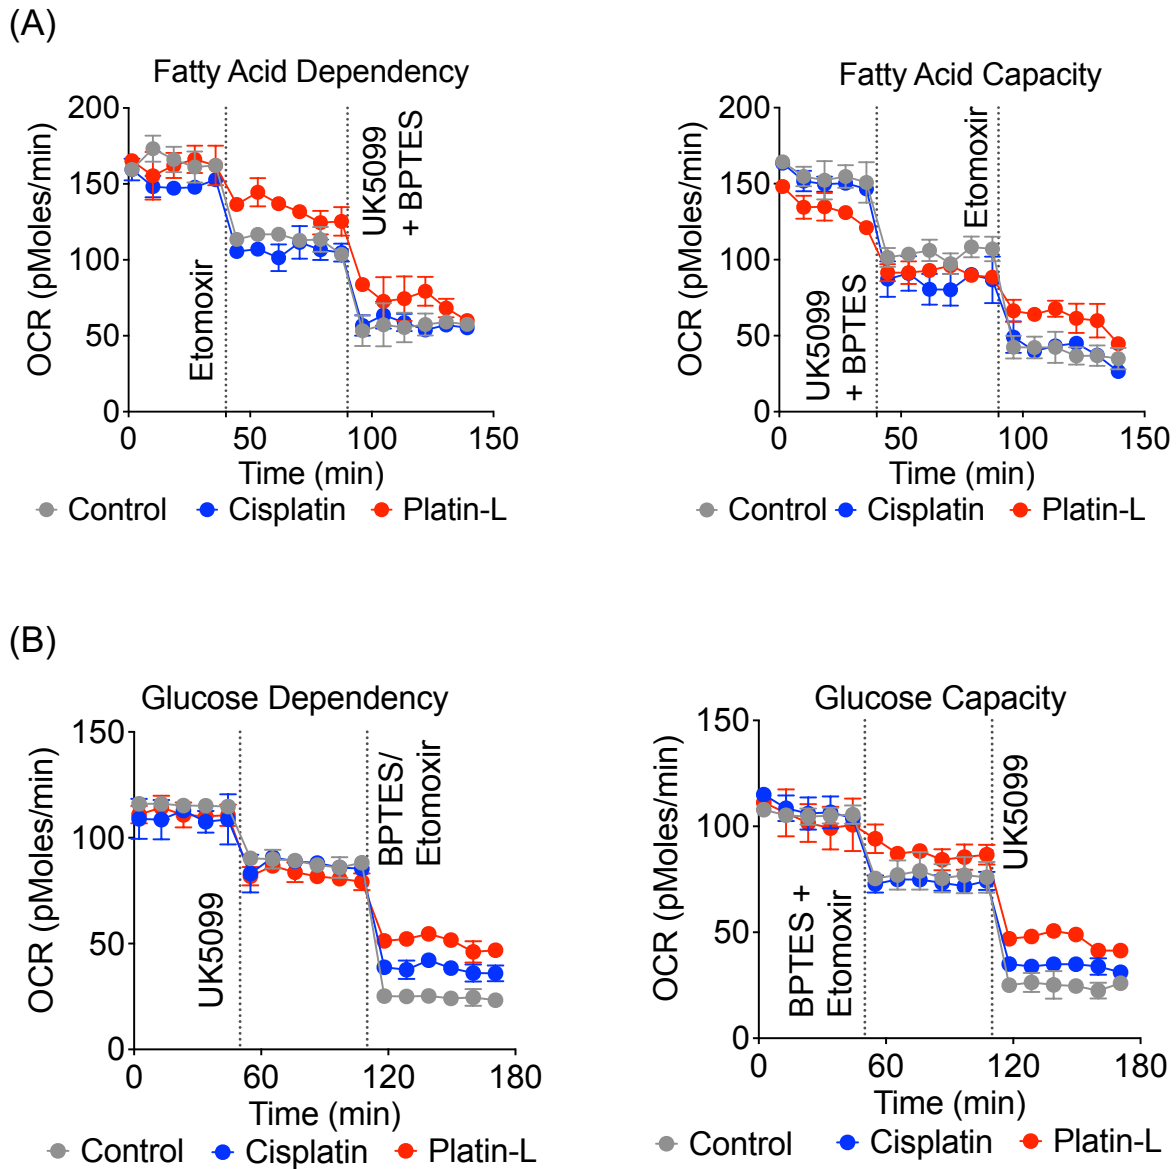 (A)
Fatty Acid Dependency
OCR (pMoles/min)
200
150
100
50
0
Etomoxir
UK5099
+ BPTES
0 50 100 150
Time (min)
Control Cisplatin Platin-L
Fatty Acid Capacity
OCR (pMoles/min)
200
150
100
50
0
UK5099
+ BPTES
Etomoxir
0 50 100 150
Time (min)
Control Cisplatin Platin-L
(B)
Glucose Dependency
OCR (pMoles/min)
150
100
50
0
UK5099
BPTES/
Etomoxir
0 60 120 180
Time (min)
Control Cisplatin Platin-L
Glucose Capacity
OCR (pMoles/min)
150
100
50
0
BPTES +
Etomoxir
UK5099
0 60 120 180
Time (min)
Control Cisplatin Platin-L